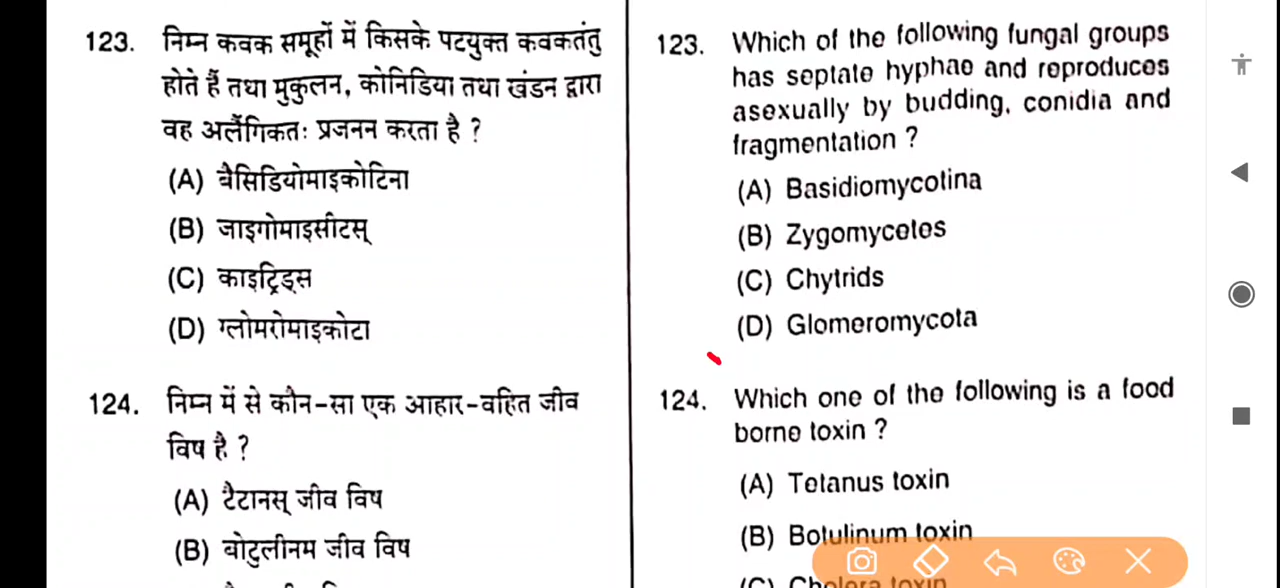 123. निम्न कवक समूहों में किसके पटयुक्त कवकतंतु
होते हैं तथा मुकुलन, कोनिडिया तथा खंडन द्वारा
वह अलैंगिकतः प्रजनन करता है ?
(A) बैसिडियोमाइकोटिना
(B) जाइगोमाइसीटस्
(C) काइट्रिड्स
(D) ग्लोमरोमाइकोटा
124. निम्न में से कौन-सा एक आहार-वहित जीव
विष है ?
(A) टैटानस् जीव विष
(B) बोटुलीनम जीव विष
123. Which of the following fungal groups
has septate hyphae and reproduces
asexually by budding, conidia and
fragmentation ?
(A) Basidiomycotina
(B) Zygomycetes
(C) Chytrids
(D) Glomeromycota
124. Which one of the following is a food
borne toxin ?
(A) Tetanus toxin
(B) Botulinum toxin
(C) Cholera toxin